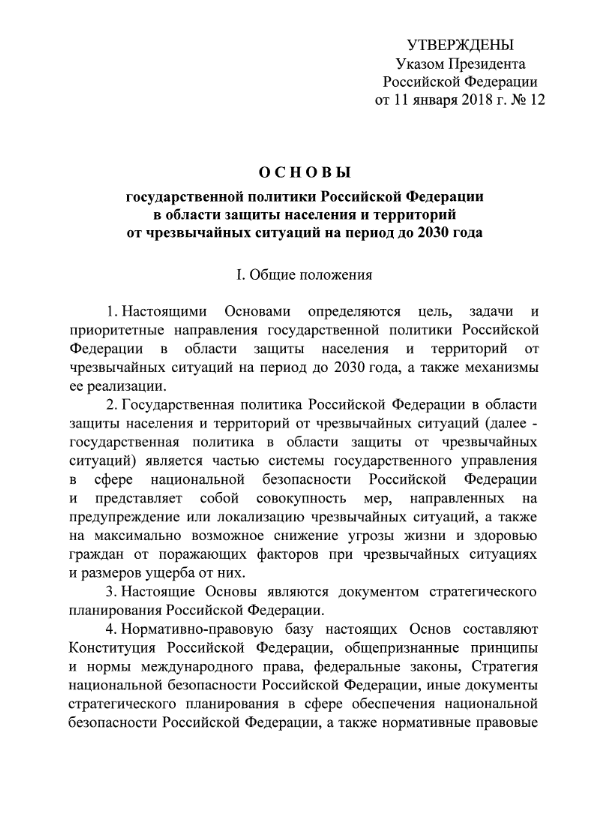 УТВЕРЖДЕНЫ
Указом Президента
Российской Федерации
от 11 января 2018 г. № 12
О С Н О В Ы
государственной политики Российской Федерации
в области защиты населения и территорий
от чрезвычайных ситуаций на период до 2030 года
I. Общие положения
1. Настоящими Основами определяются цель, задачи и
приоритетные направления государственной политики Российской
Федерации в области защиты населения и территорий от
чрезвычайных ситуаций на период до 2030 года, а также механизмы
ее реализации.
2. Государственная политика Российской Федерации в области
защиты населения и территорий от чрезвычайных ситуаций (далее -
государственная политика в области защиты от чрезвычайных
ситуаций) является частью системы государственного управления
в сфере национальной безопасности Российской Федерации
и представляет собой совокупность мер, направленных на
предупреждение или локализацию чрезвычайных ситуаций, а также
на максимально возможное снижение угрозы жизни и здоровью
граждан от поражающих факторов при чрезвычайных ситуациях
и размеров ущерба от них.
3. Настоящие Основы являются документом стратегического
планирования Российской Федерации.
4. Нормативно-правовую базу настоящих Основ составляют
Конституция Российской Федерации, общепризнанные принципы
и нормы международного права, федеральные законы, Стратегия
национальной безопасности Российской Федерации, иные документы
стратегического планирования в сфере обеспечения национальной
безопасности Российской Федерации, а также нормативные правовые